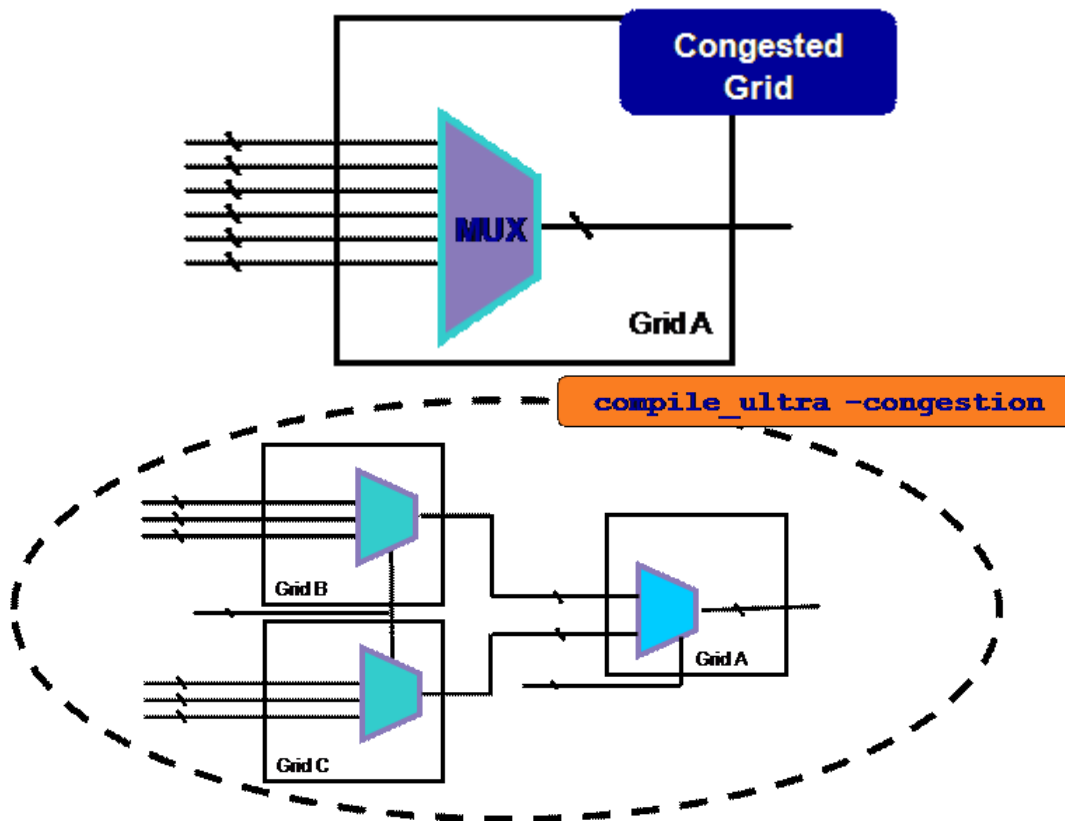 Congested
Grid
MUX
Grid A
compile_ultra -congestion
Grid B
Grid A
Grid C